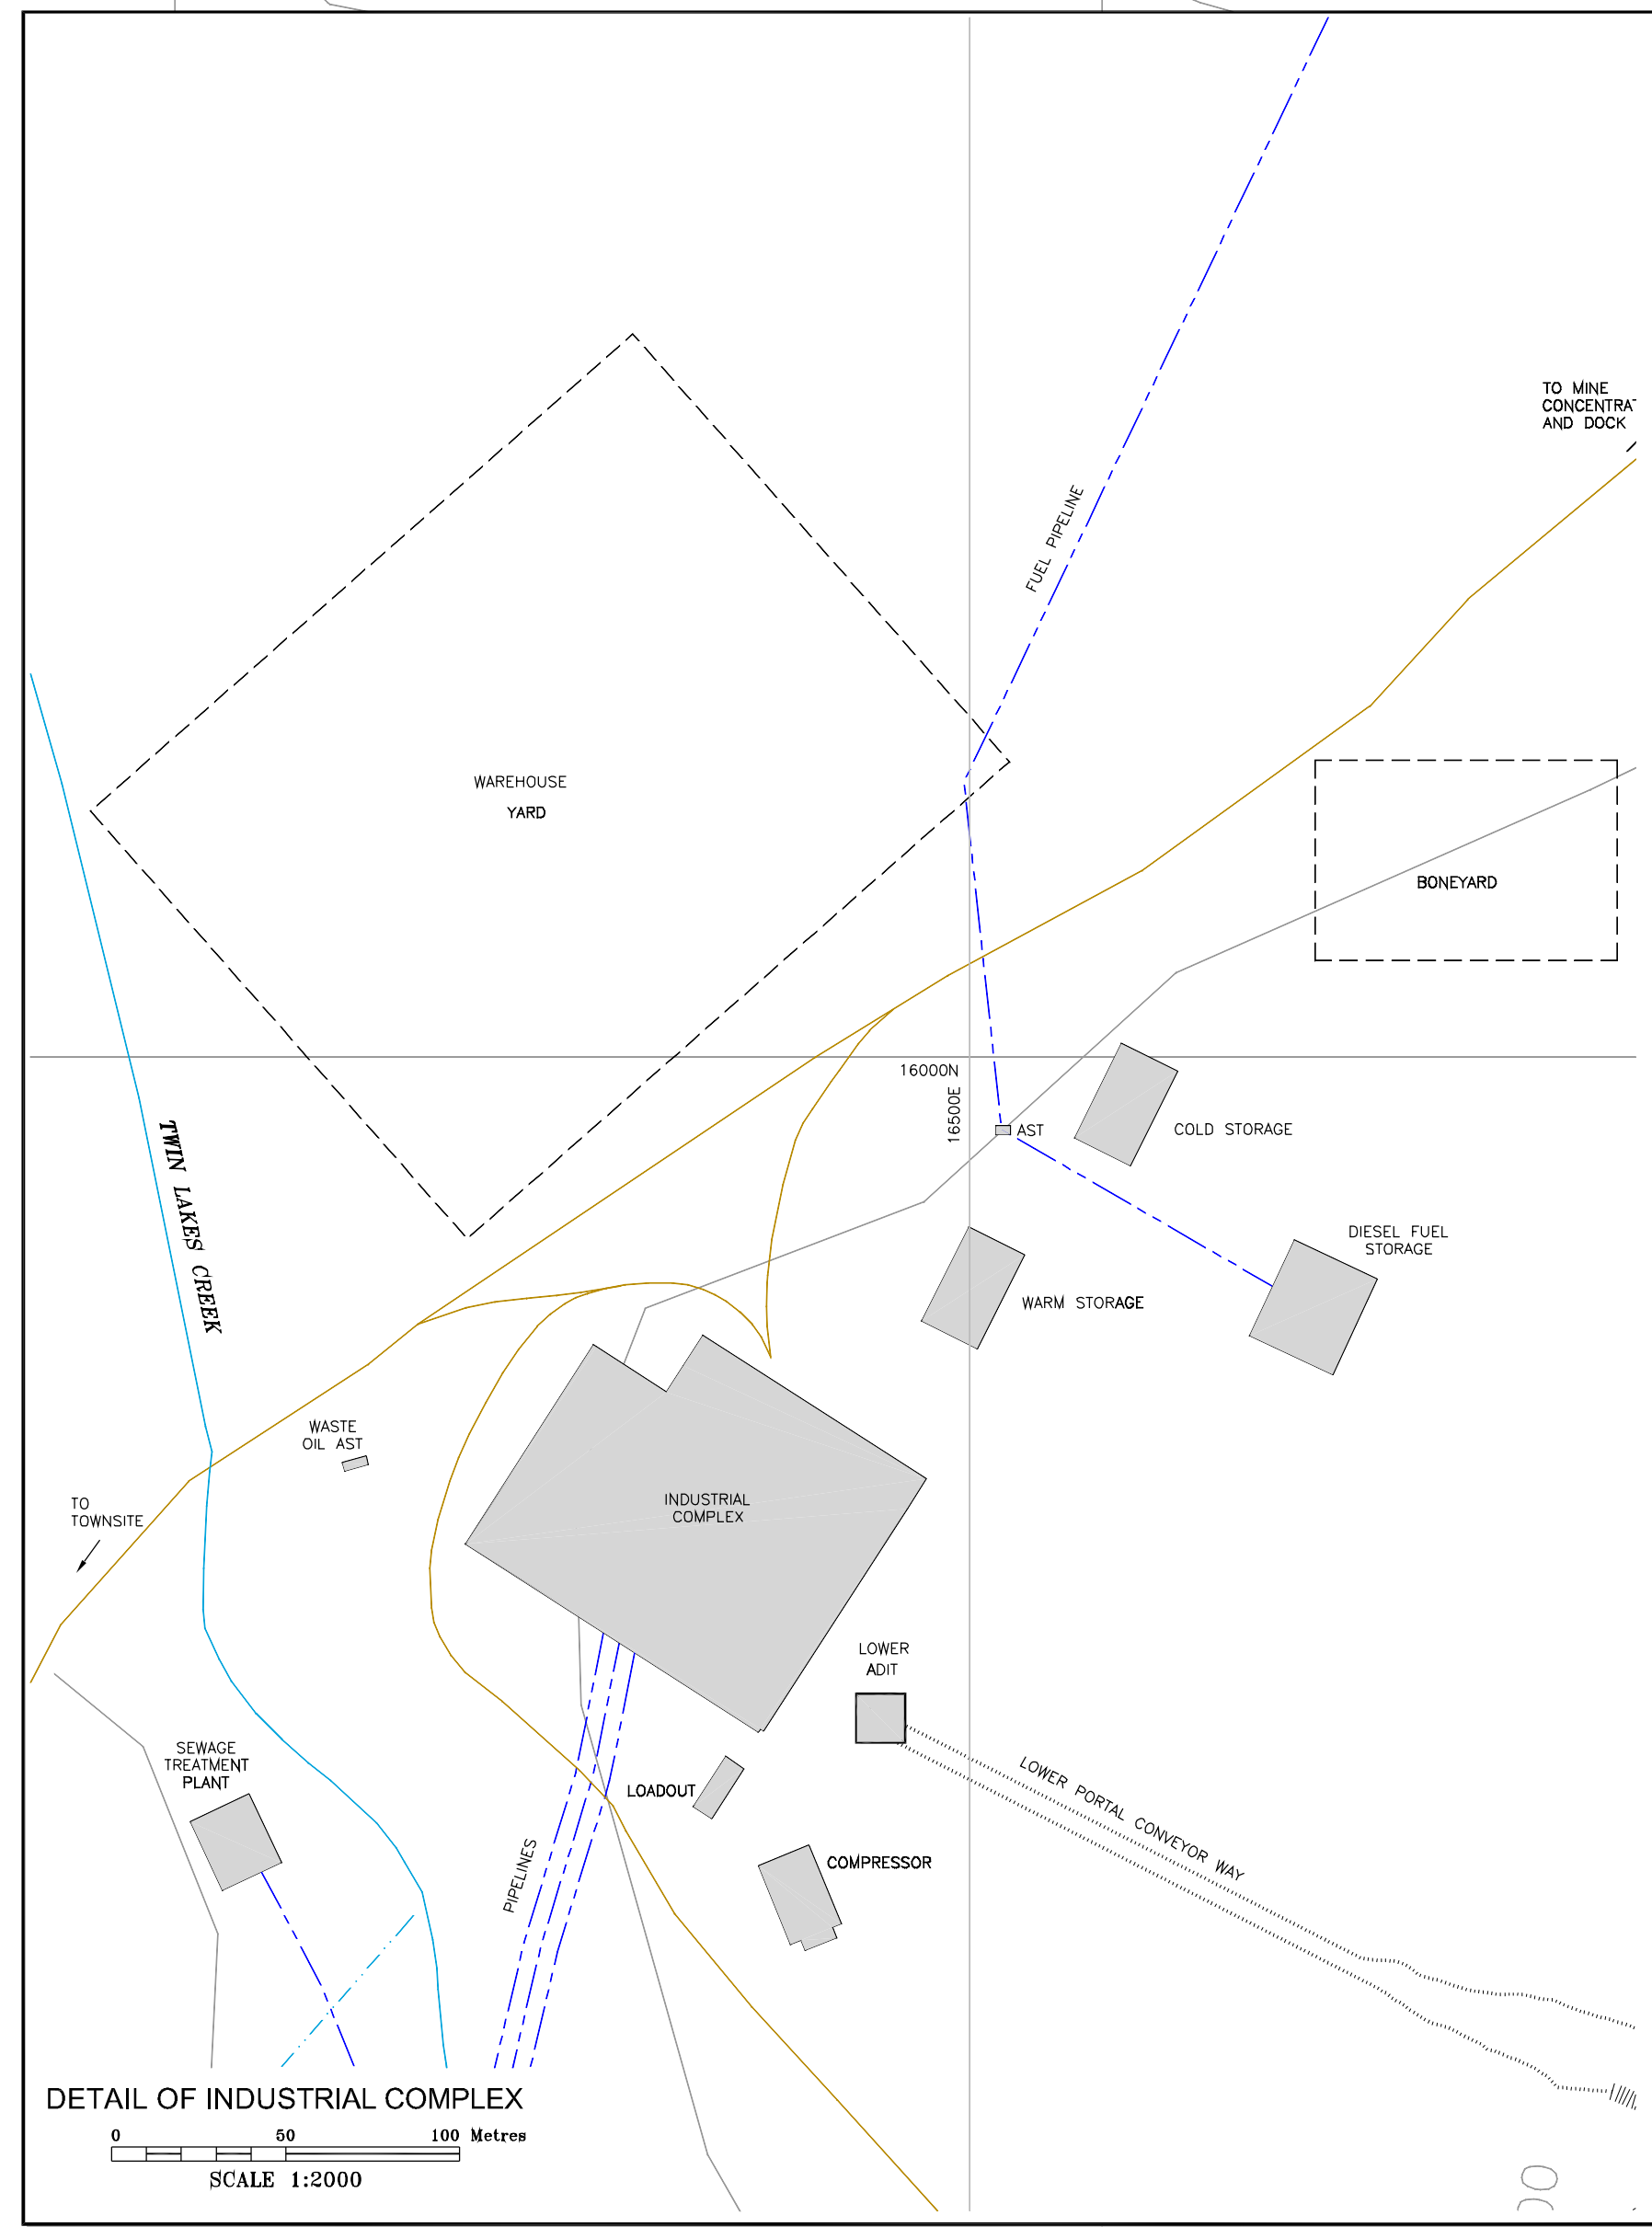 TO MINE
CONCENTRA
AND DOCK
FUEL PIPELINE
WAREHOUSE
YARD
BONEYARD
16000N
16500E
AST
COLD STORAGE
TWIN LAKES CREEK
DIESEL FUEL
STORAGE
WARM STORAGE
WASTE
OIL AST
TO
TOWNSITE
INDUSTRIAL
COMPLEX
LOWER
ADIT
SEWAGE
TREATMENT
PLANT
LOADOUT
LOWER PORTAL CONVEYOR WAY
PIPELINES
COMPRESSOR
DETAIL OF INDUSTRIAL COMPLEX
0 50 100 Metres
SCALE 1:2000